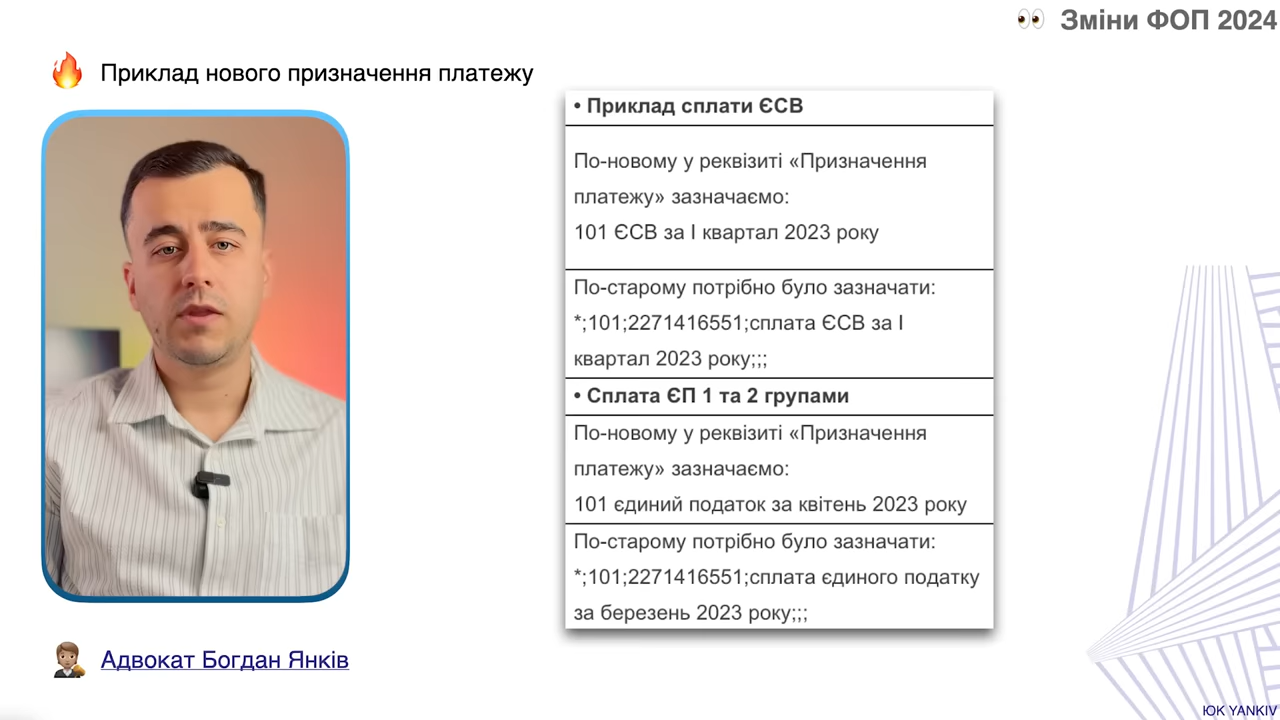 Зміни ФОП 2024
Приклад нового призначення платежу
• Приклад сплати ЄСВ
По-новому у реквізиті «Призначення
платежу» зазначаємо:
101 ЄСВ за I квартал 2023 року
По-старому потрібно було зазначати:
*;101;2271416551;сплата ЄСВ за I
квартал 2023 року;;;
• Сплата ЄП 1 та 2 групами
По-новому у реквізиті «Призначення
платежу» зазначаємо:
101 єдиний податок за квітень 2023 року
По-старому потрібно було зазначати:
*;101;2271416551;сплата єдиного податку
за березень 2023 року;;;
Адвокат Богдан Янків
ЮК YANKIV